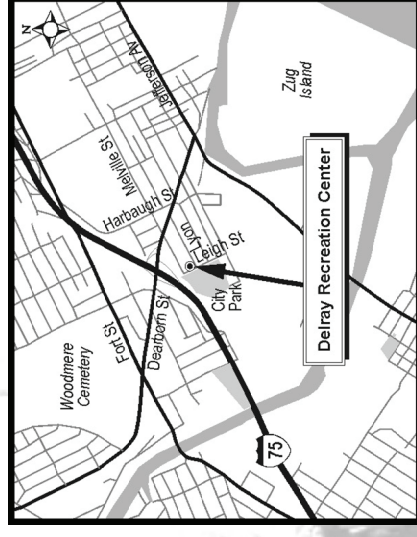 N
Jefferson Av
Melville St
Zug
Island
Harbaugh S
Lyon
Leigh St
City
Park
Dearborn St
Fort St
Woodmere
Cemetery
75
Delray Recreation Center